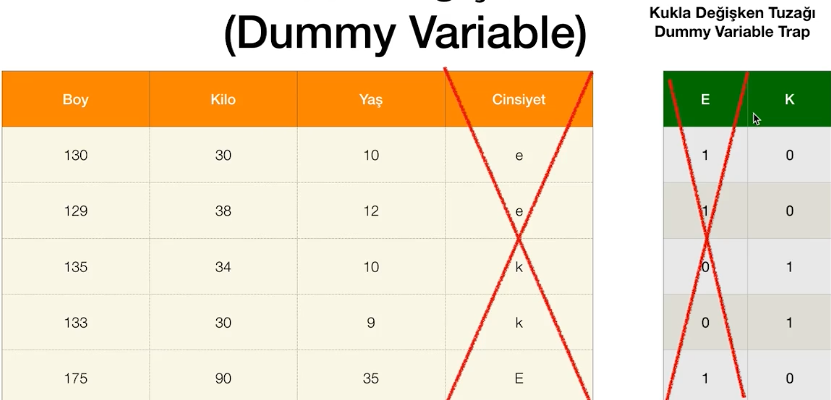 (Dummy Variable)
Kukla Değişken Tuzağı
Dummy Variable Trap
Boy Kilo Yaş Cinsiyet
130 30 10 e
129 38 12 e
135 34 10 k
133 30 9 k
175 90 35 E
E K
1 0
1 0
0 1
0 1
1 0